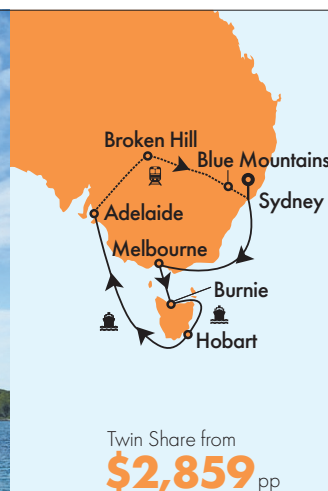 Broken Hill
Blue Mountains
Sydney
Adelaide
Melbourne
Burnie
Hobart
Twin Share from
$2,859 pp